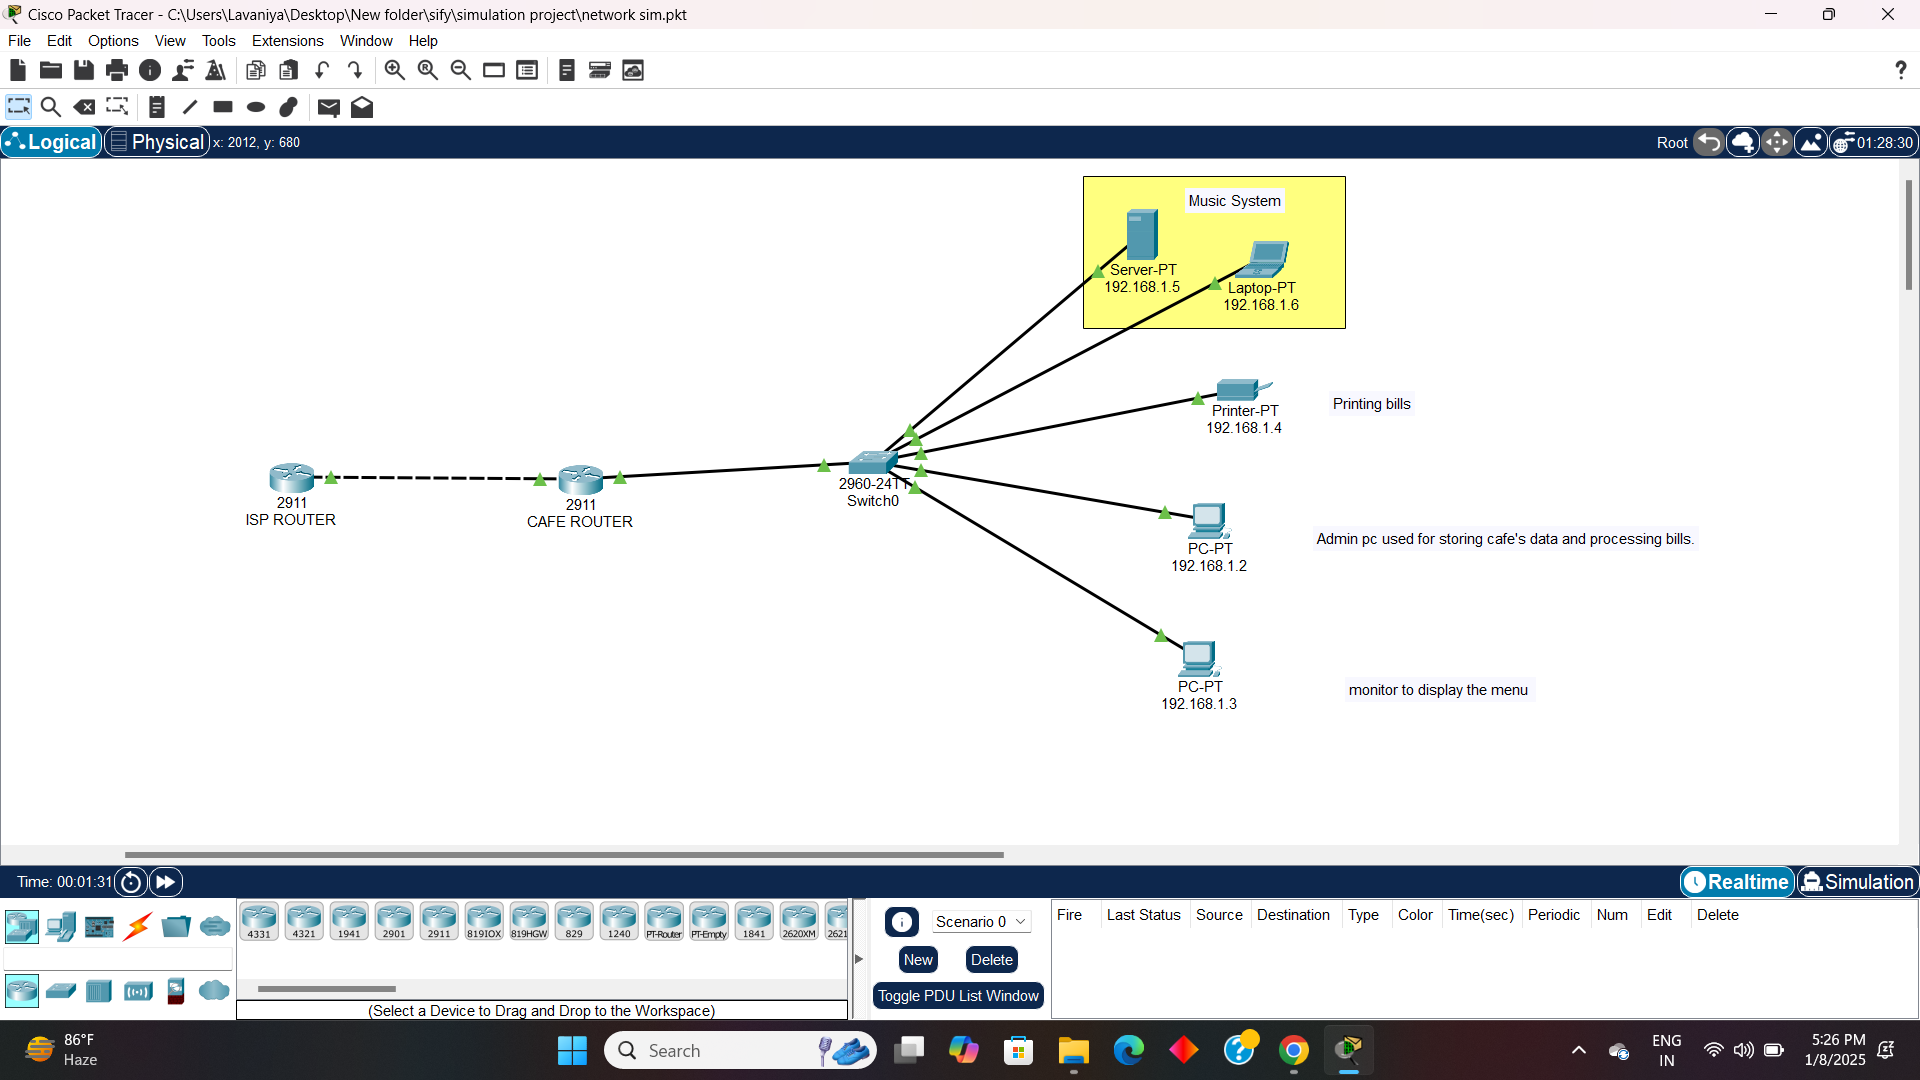 Cisco Packet Tracer - C:\Users\Lavaniya\Desktop\New folder\sify\simulation project\network sim.pkt
File Edit Options View Tools Extensions Window Help
?
Logical Physical x: 2012, y: 680 Root 01:28:30
Music System
Server-PT
192.168.1.5
Laptop-PT
192.168.1.6
Printer-PT
192.168.1.4
Printing bills
2911
ISP ROUTER
2911
CAFE ROUTER
2960-24TT
Switch0
PC-PT
192.168.1.2
Admin pc used for storing cafe's data and processing bills.
PC-PT
192.168.1.3
monitor to display the menu
Time: 00:01:31 Realtime Simulation
4331 4321 1941 2901 2911 819IOX 819HGW 829 1240 PT-Router PT-Empty 1841 2620XM 2621
(Select a Device to Drag and Drop to the Workspace)
Scenario 0
New Delete
Toggle PDU List Window
Fire Last Status Source Destination Type Color Time(sec) Periodic Num Edit Delete
86°F
Haze
Search
ENG
IN
5:26 PM
1/8/2025